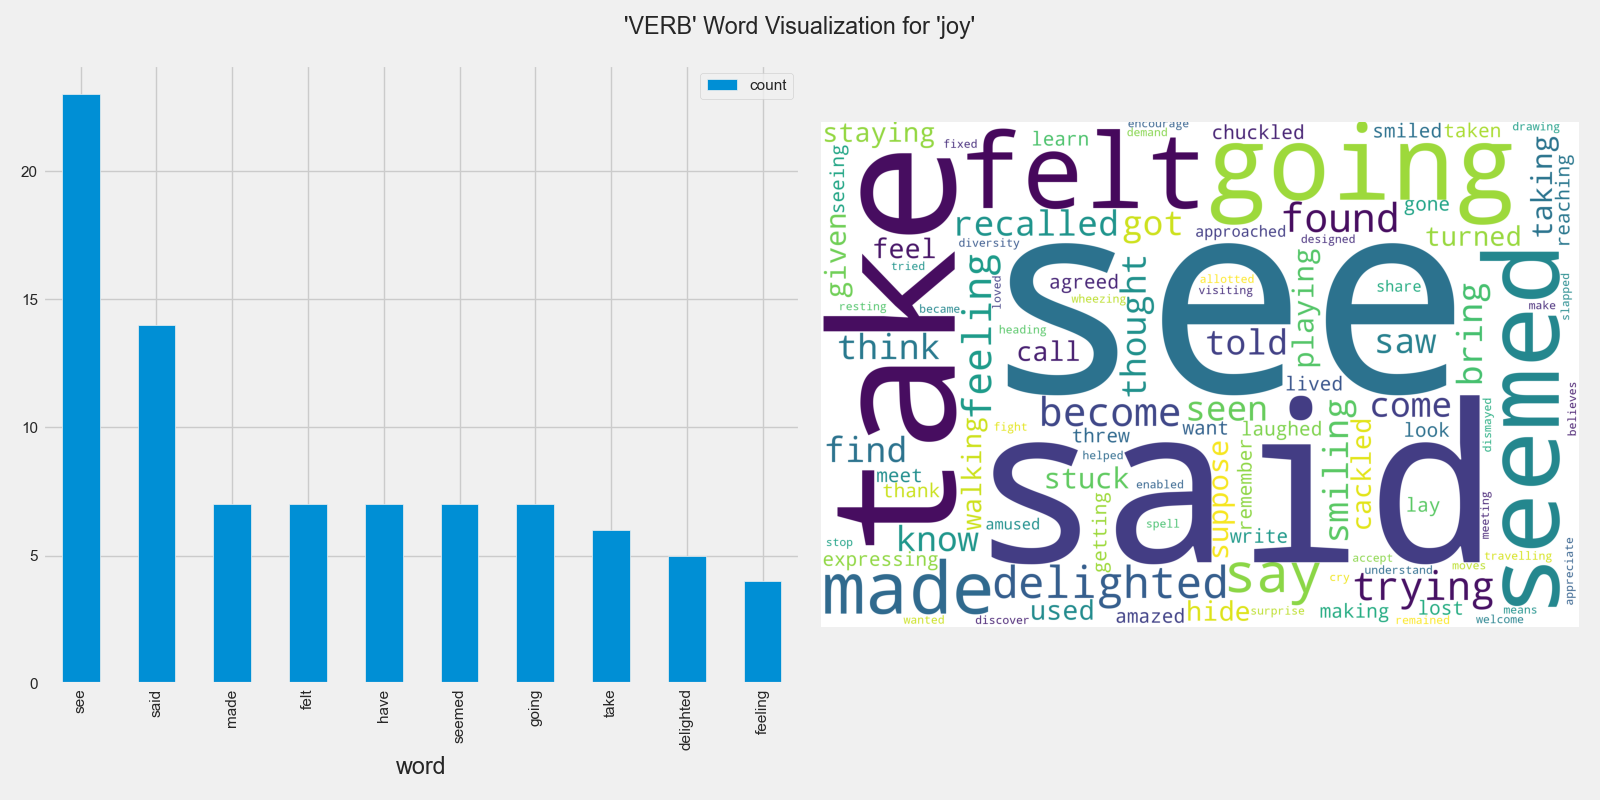 'VERB' Word Visualization for 'joy'
count
20
15
10
5
0
see
said
made
felt
have
seemed
going
take
delighted
feeling
word
staying
fixed
learn
encourage
demand
chuckled
smiled
taken
drawing
seeing
take
felt
going
taking
reaching
given
feel
tried
recalled
got
found
gone
approached
designed
turned
diversity
resting
became
feeling
loved
see
agreed
wheezing
thought
allotted
visiting
playing
share
bring
seemed
make
slapped
think
heading
call
told
saw
lived
become
seen
come
believes
find
fight
threw
want
laughed
look
dismayed
walking
said
helped
meet
thank
stuck
enabled
suppose
remember
smiling
cackled
lay
meeting
amused
getting
spell
write
stop
know
expressing
accept
understand
moves
travelling
appreciate
made
delighted
say
cry
trying
used
amazed
hide
surprise
making
lost
means
wanted
discover
remained
welcome